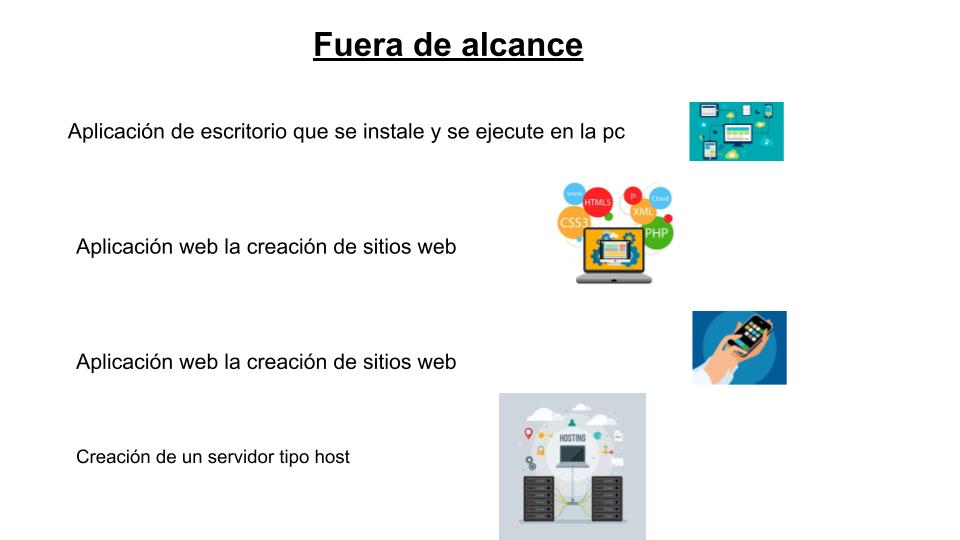 Fuera de alcance
Aplicación de escritorio que se instale y se ejecute en la pc
www
HTML5
js
Cloud
CSS3
XML
PHP
Aplicación web la creación de sitios web
Aplicación web la creación de sitios web
HOSTING
Creación de un servidor tipo host